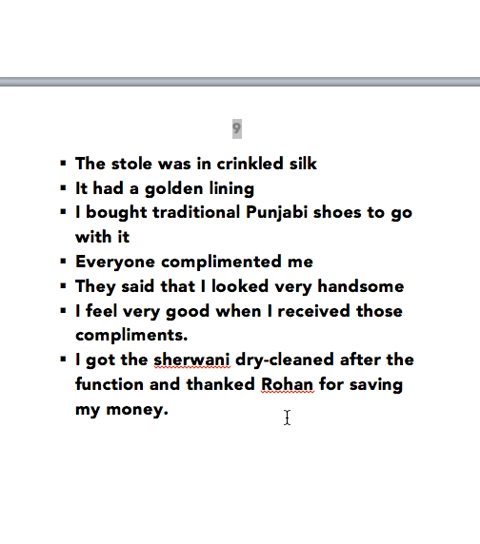 9
▪ The stole was in crinkled silk
▪ It had a golden lining
▪ I bought traditional Punjabi shoes to go
with it
▪ Everyone complimented me
▪ They said that I looked very handsome
▪ I feel very good when I received those
compliments.
▪ I got the sherwani dry-cleaned after the
function and thanked Rohan for saving
my money.